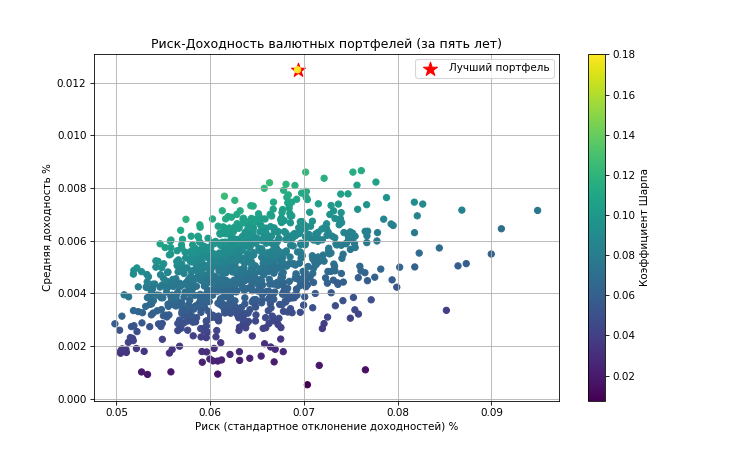 Риск-Доходность валютных портфелей (за пять лет)
Лучший портфель
Средняя доходность %
0.012
0.010
0.008
0.006
0.004
0.002
0.000
0.05 0.06 0.07 0.08 0.09
Риск (стандартное отклонение доходностей) %
0.18
0.16
0.14
0.12
0.10
0.08
0.06
0.04
0.02
Коэффициент Шарпа